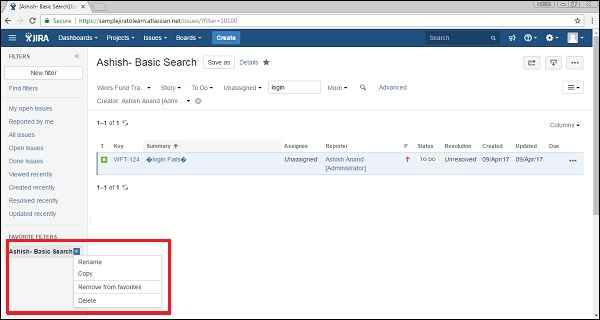 [Ashish- Basic Search]
Secure https://samplejiratolearn.atlassian.net/issues/?filter=10100
JIRA Dashboards Projects Issues Boards Create Search
FILTERS
New filter
Find filters
My open issues
Reported by me
All issues
Open issues
Done issues
Viewed recently
Created recently
Resolved recently
Updated recently
FAVORITE FILTERS
Ashish- Basic Search
Rename
Copy
Remove from favorites
Delete
Ashish- Basic Search Save as Details
Wires Fund Tra... Story To Do Unassigned login More Advanced
Creator: Ashish Anand [Admi...
1–1 of 1
Columns
T Key Summary Assignee Reporter P Status Resolution Created Updated Due
WFT-124 �login Fails� Unassigned Ashish Anand [Administrator] TO DO Unresolved 09/Apr/17 09/Apr/17
1–1 of 1